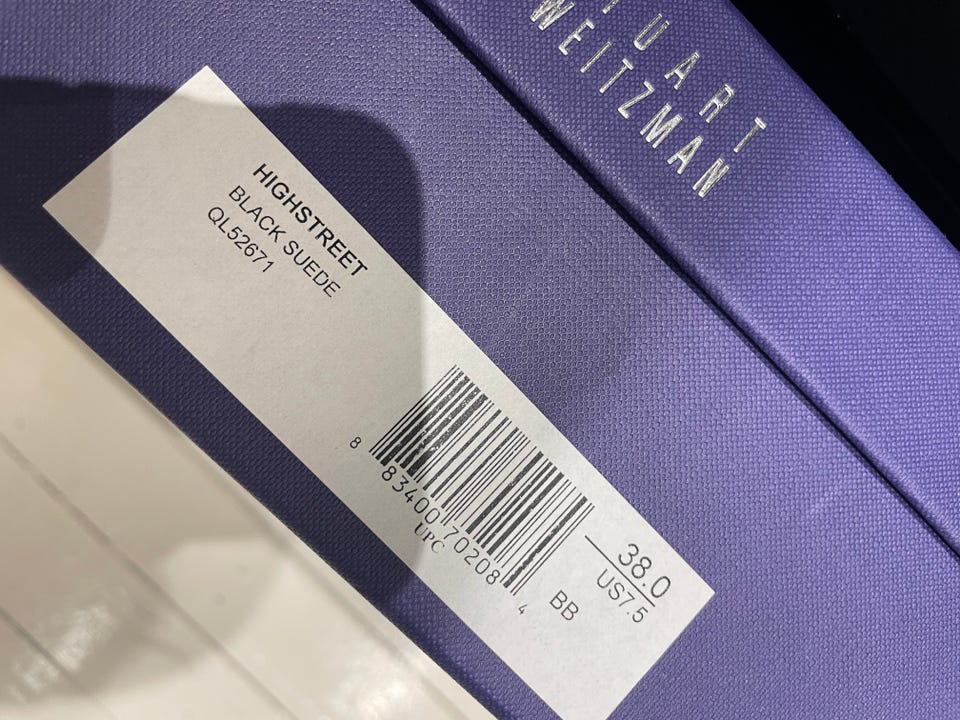 STUART
WEITZMAN
HIGHSTREET
BLACK SUEDE
QL52671
8 83400 70208 4
UPC
38.0
US7.5
BB